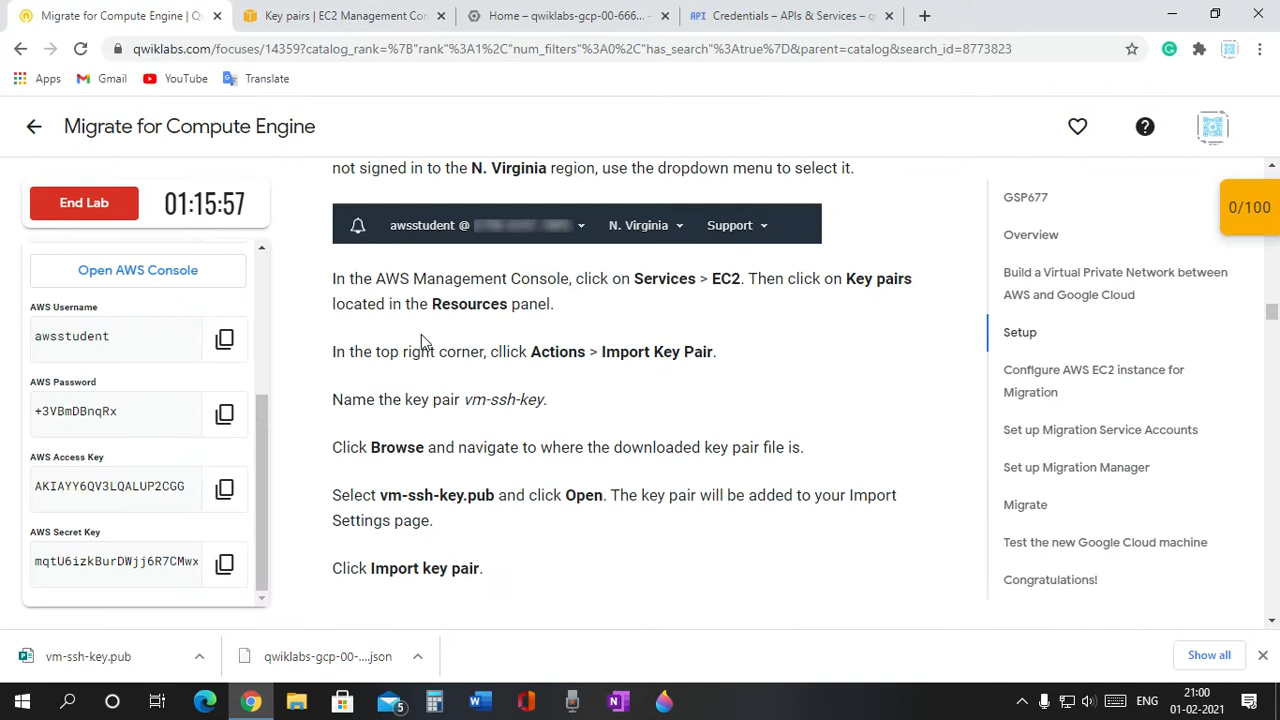 Migrate for Compute Engine | Q
Key pairs | EC2 Management Con
Home – qwiklabs-gcp-00-666...
API Credentials – APIs & Services – q
qwiklabs.com/focuses/14359?catalog_rank=%7B"rank"%3A1%2C"num_filters"%3A0%2C"has_search"%3Atrue%7D&parent=catalog&search_id=8773823
Apps Gmail YouTube Translate
Migrate for Compute Engine
End Lab 01:15:57
Open AWS Console
AWS Username
awsstudent
AWS Password
+3VBmDBnqRx
AWS Access Key
AKIAYY6QV3LQALUP2CGG
AWS Secret Key
mqtU6izkBurDWjj6R7CMwx
not signed in to the N. Virginia region, use the dropdown menu to select it.
awsstudent @ N. Virginia Support
In the AWS Management Console, click on Services > EC2. Then click on Key pairs
located in the Resources panel.
In the top right corner, cllick Actions > Import Key Pair.
Name the key pair vm-ssh-key.
Click Browse and navigate to where the downloaded key pair file is.
Select vm-ssh-key.pub and click Open. The key pair will be added to your Import
Settings page.
Click Import key pair.
GSP677
Overview
Build a Virtual Private Network between
AWS and Google Cloud
Setup
Configure AWS EC2 instance for
Migration
Set up Migration Service Accounts
Set up Migration Manager
Migrate
Test the new Google Cloud machine
Congratulations!
0/100
vm-ssh-key.pub
qwiklabs-gcp-00-....json
Show all
5
ENG
21:00
01-02-2021